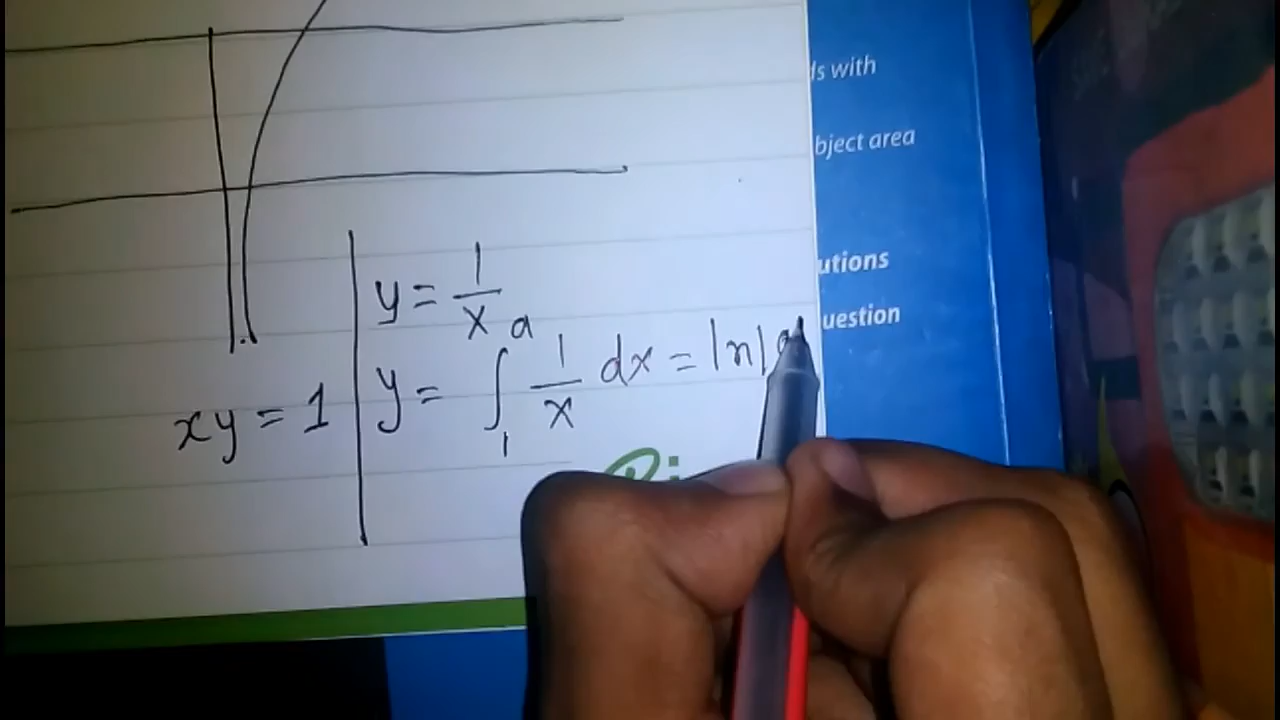 ds with
bject area
utions
uestion
y = 1/x
y = ∫₁ᵃ 1/x dx = ln|a
xy = 1